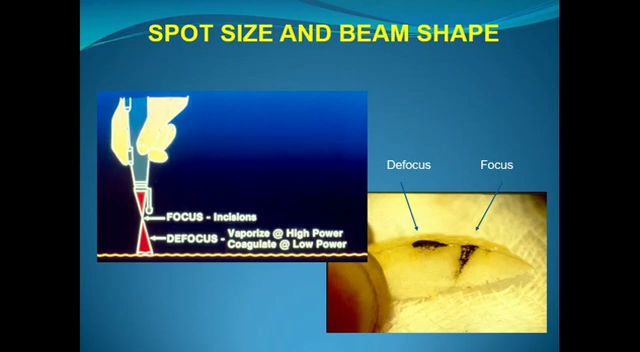 SPOT SIZE AND BEAM SHAPE
Defocus Focus
FOCUS - Incisions
DEFOCUS - Vaporize @ High Power
Coagulate @ Low Power